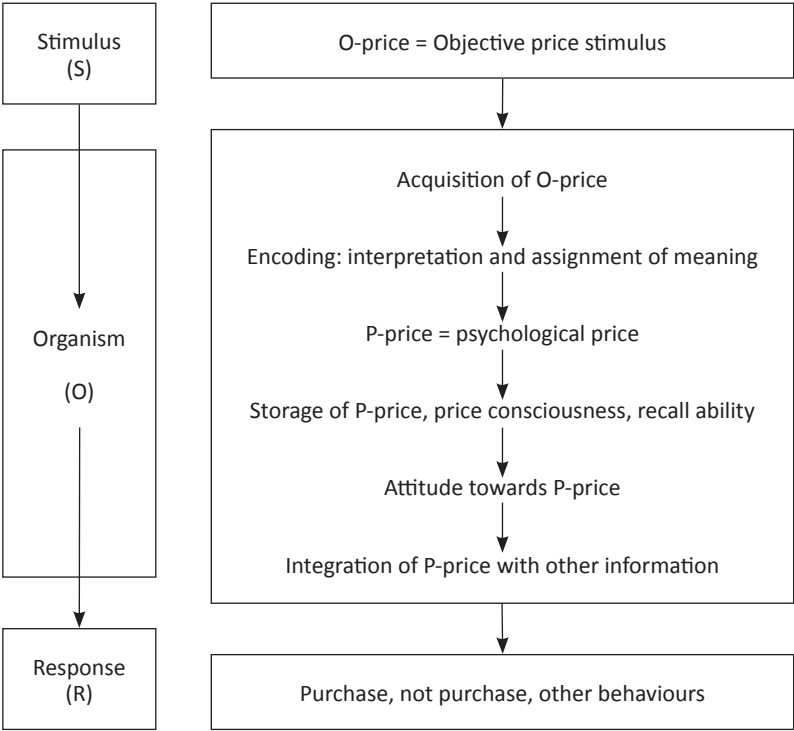 Stimulus
(S)
O-price = Objective price stimulus
Organism
(O)
Acquisition of O-price
Encoding: interpretation and assignment of meaning
P-price = psychological price
Storage of P-price, price consciousness, recall ability
Attitude towards P-price
Integration of P-price with other information
Response
(R)
Purchase, not purchase, other behaviours